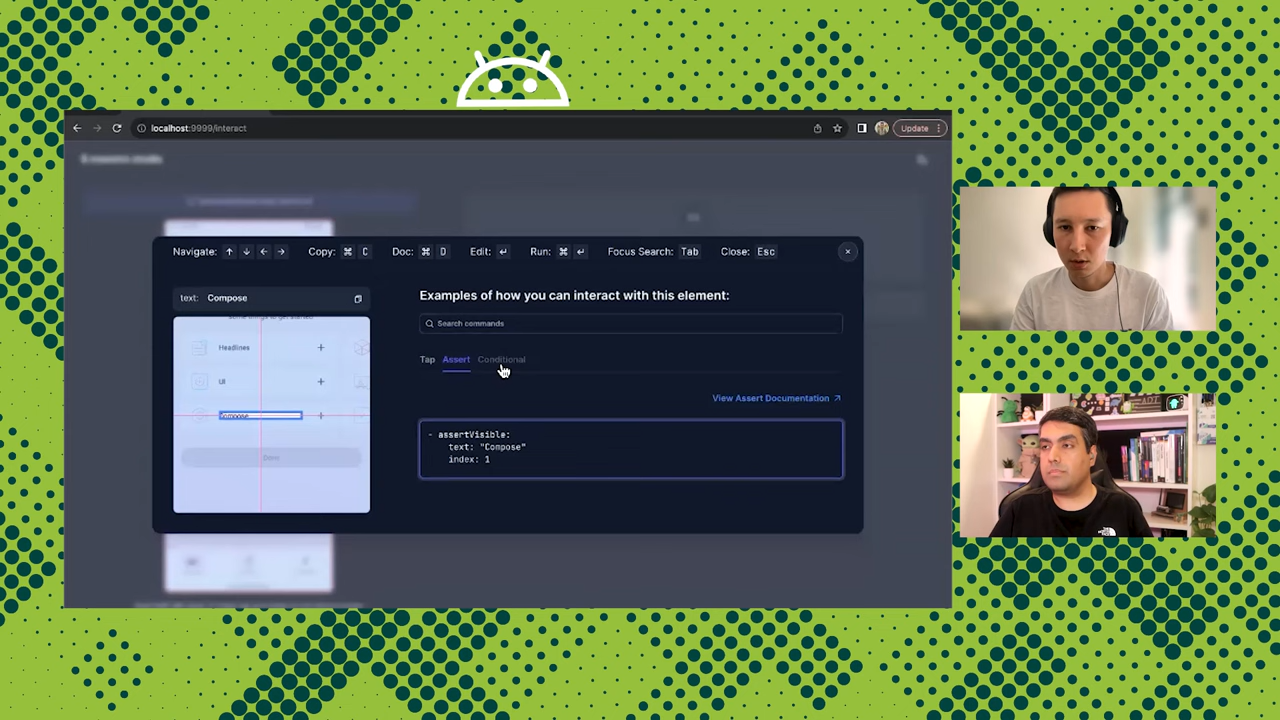 localhost:9999/interact
Update
Navigate: ↑ ↓ ← → Copy: ⌘ C Doc: ⌘ D Edit: ↵ Run: ⌘ ↵ Focus Search: Tab Close: Esc
text: Compose
Examples of how you can interact with this element:
Search commands
Headlines
UI
Compose
Done
Tap Assert Conditional
View Assert Documentation
- assertVisible:
text: "Compose"
index: 1